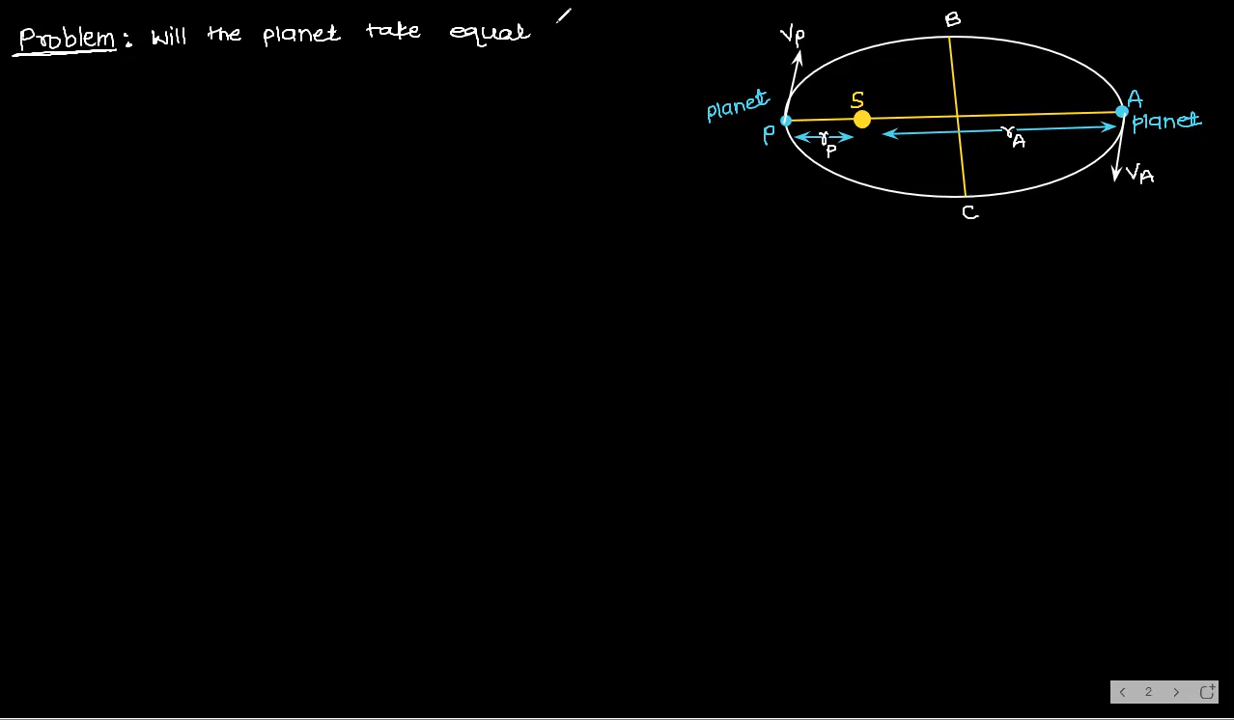 Problem: Will the planet take equal
B
VP
S
A
planet
planet
P
rP
rA
VA
C
2